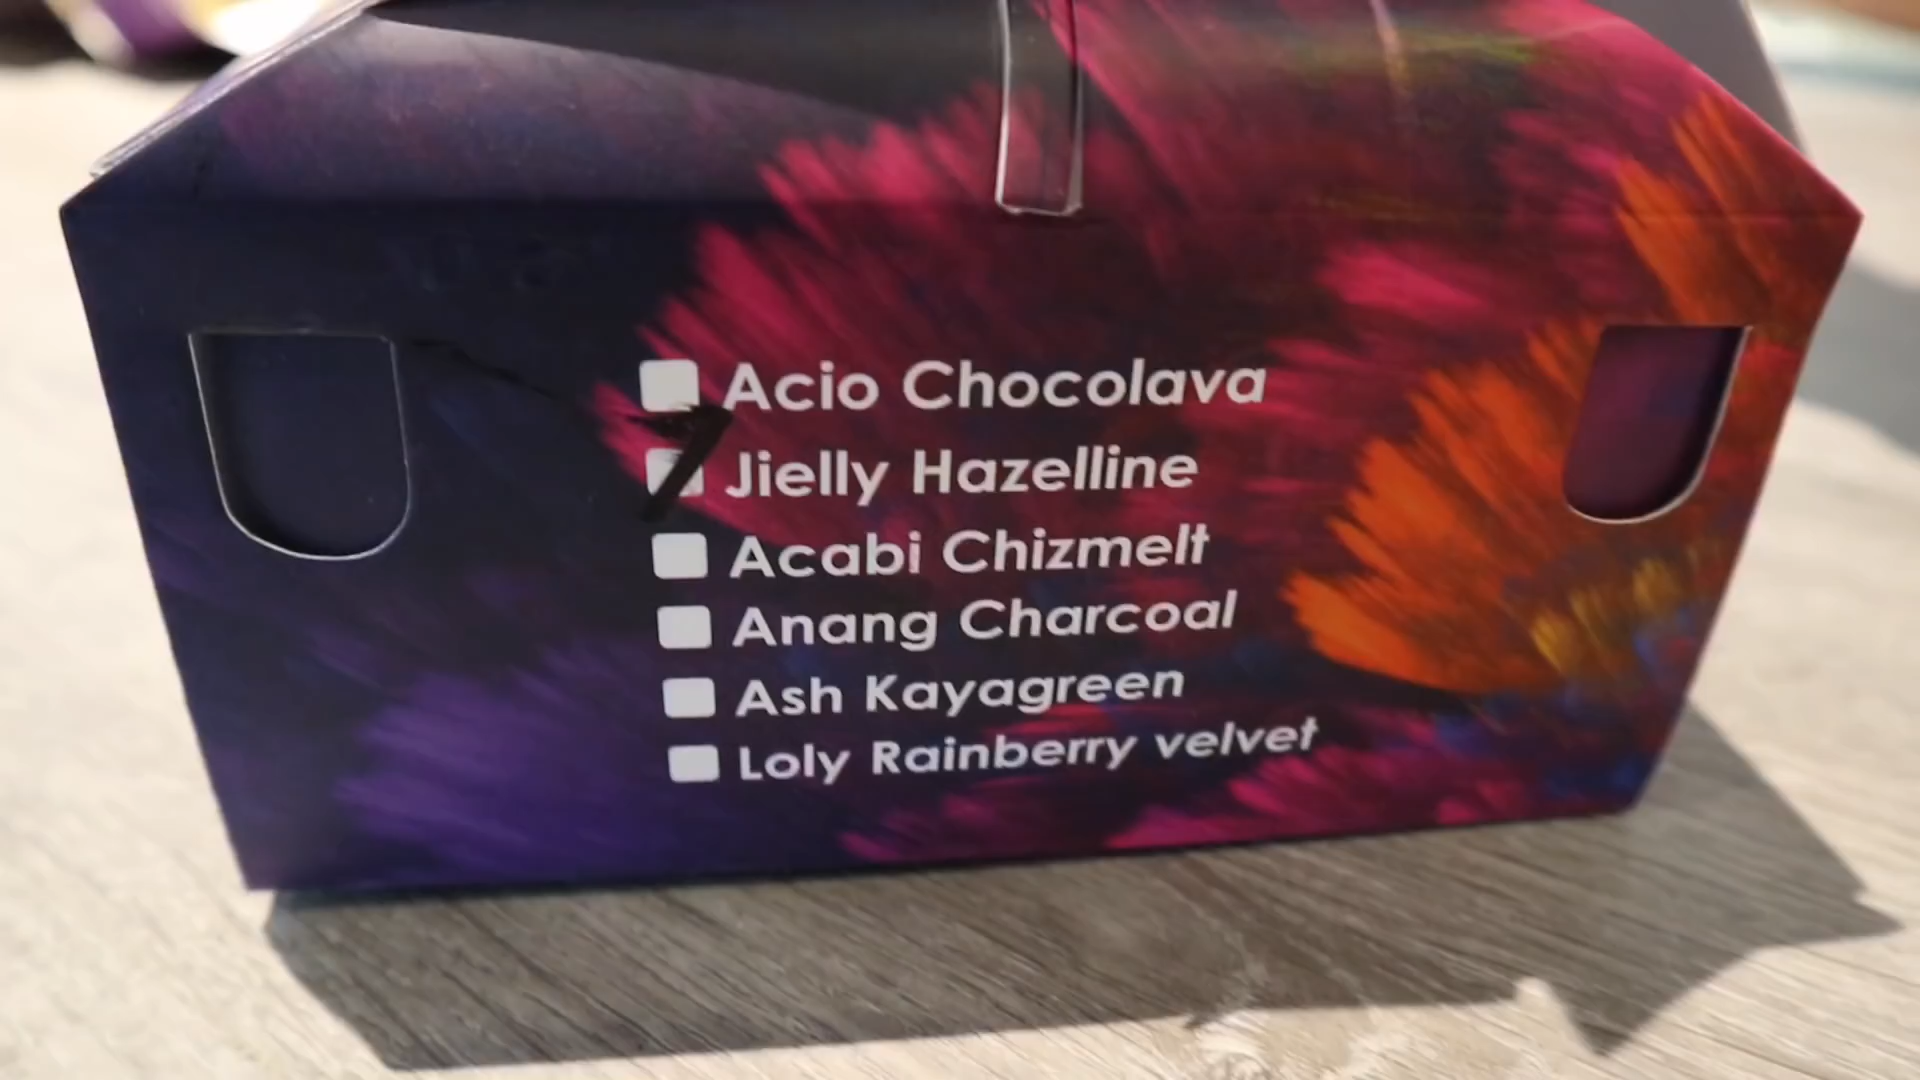 Acio Chocolava
Jielly Hazelline
Acabi Chizmelt
Anang Charcoal
Ash Kayagreen
Loly Rainberry velvet